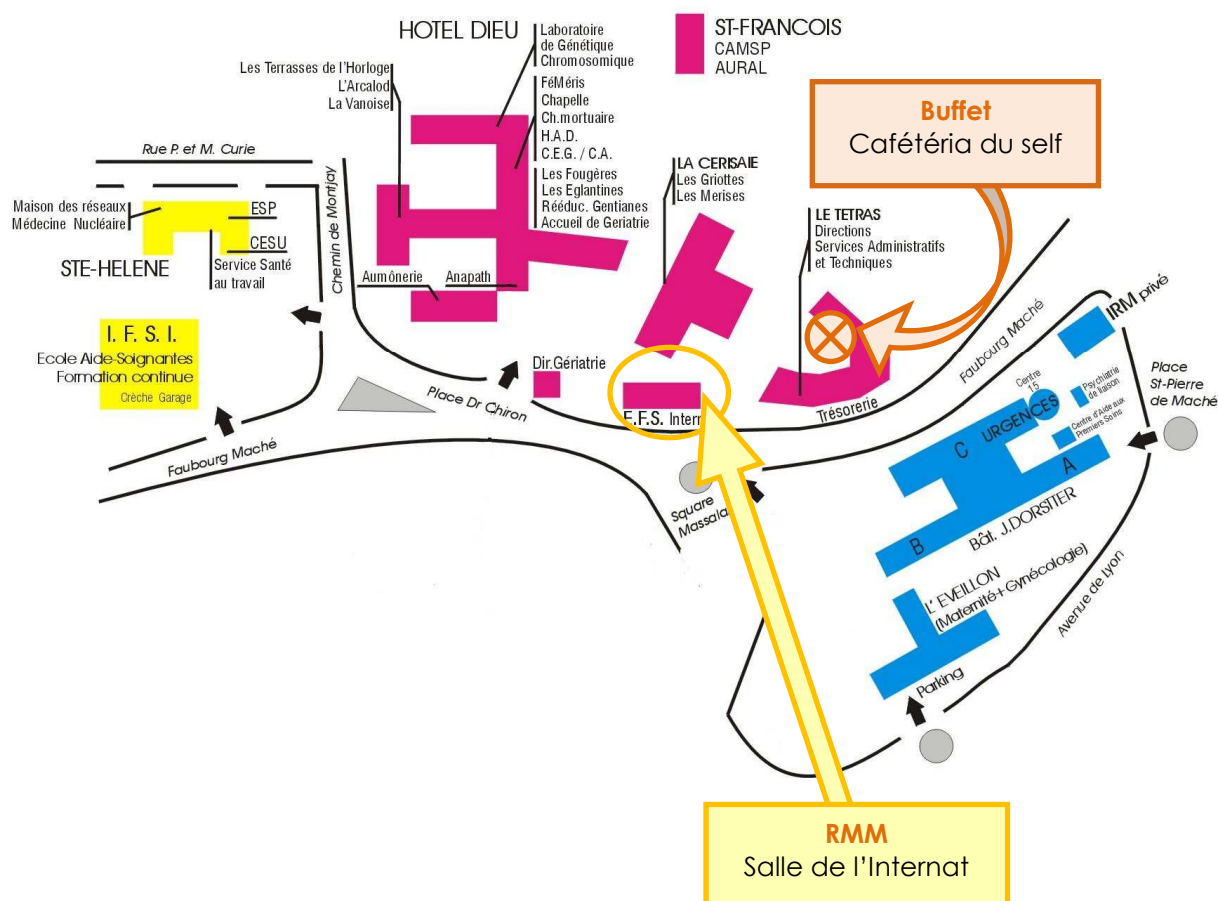 HOTEL DIEU
Laboratoire
de Génétique
Chromosomique
ST-FRANCOIS
CAMSP
AURAL
Les Terrasses de l'Horloge
L'Arcalod
La Vanoise
FéMéris
Chapelle
Ch.mortuaire
H.A.D.
C.E.G. / C.A.
Les Fougères
Les Eglantines
Rééduc. Gentianes
Accueil de Geriatrie
Buffet
Cafétéria du self
Rue P. et M. Curie
LA CERISAIE
Les Griottes
Les Merises
Maison des réseaux
Médecine Nucléaire
ESP
CESU
STE-HELENE
Service Santé
au travail
Chemin de Montjay
LE TETRAS
Directions
Services Administratifs
et Techniques
Aumônerie
Anapath
I. F. S. I.
Ecole Aide-Soignantes
Formation continue
Crèche Garage
Dir.Gériatrie
Place Dr Chiron
E.F.S. Intern
Trésorerie
Faubourg Maché
IRM privé
Place
St-Pierre
de Maché
Centre
15
Psychiatrie
de liaison
Centre d'Aide aux
Premiers Soins
C
URGENCES
A
B
Bât. J.DORSITER
Faubourg Maché
Square
L'EVEILLON
(Maternité+ Gynécologie)
Avenue de Lyon
Parking
RMM
Salle de l'Internat